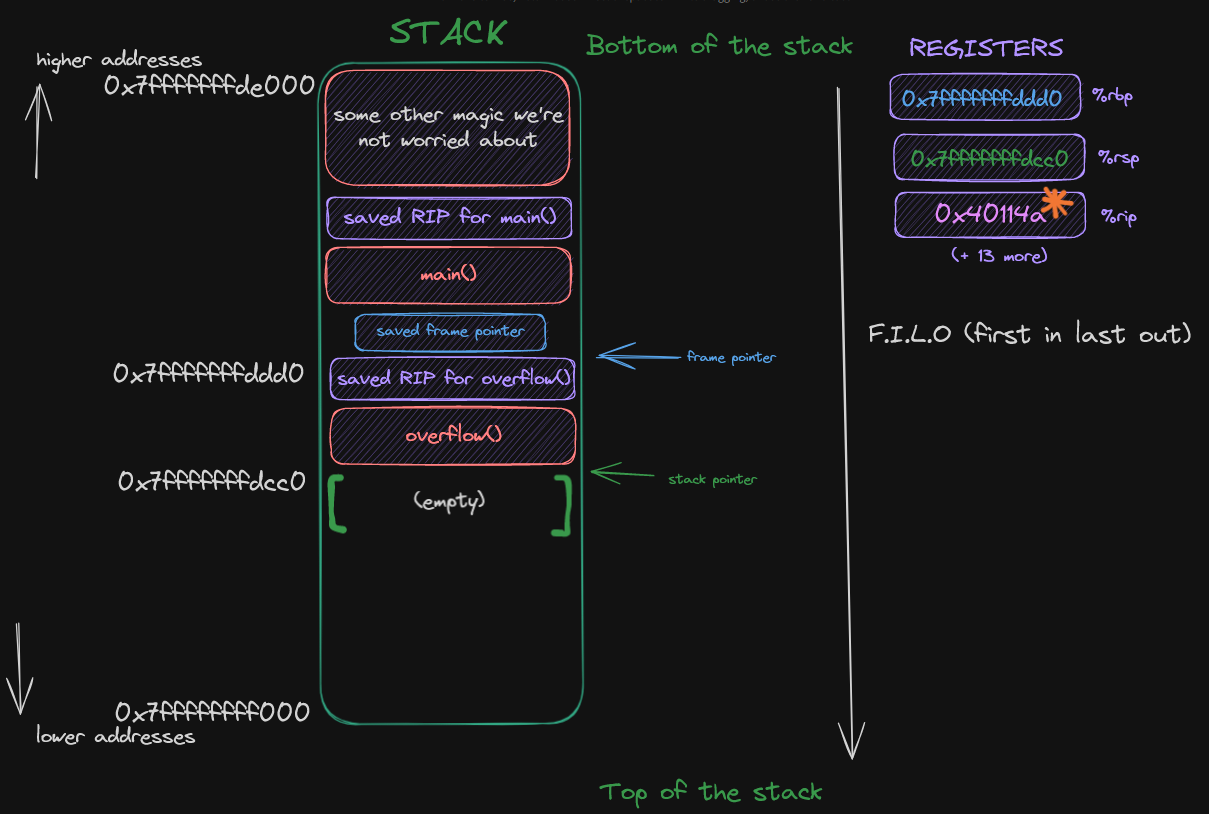 STACK
Bottom of the stack
REGISTERS
higher addresses
0x7fffffffde000
some other magic we're
not worried about
0x7fffffffddd0
%rbp
0x7fffffffdcc0
%rsp
0x40114a
%rip
(+ 13 more)
saved RIP for main()
main()
saved frame pointer
F.I.L.O (first in last out)
frame pointer
0x7fffffffddd0
saved RIP for overflow()
overflow()
0x7fffffffdcc0
stack pointer
(empty)
0x7ffffffff000
lower addresses
Top of the stack